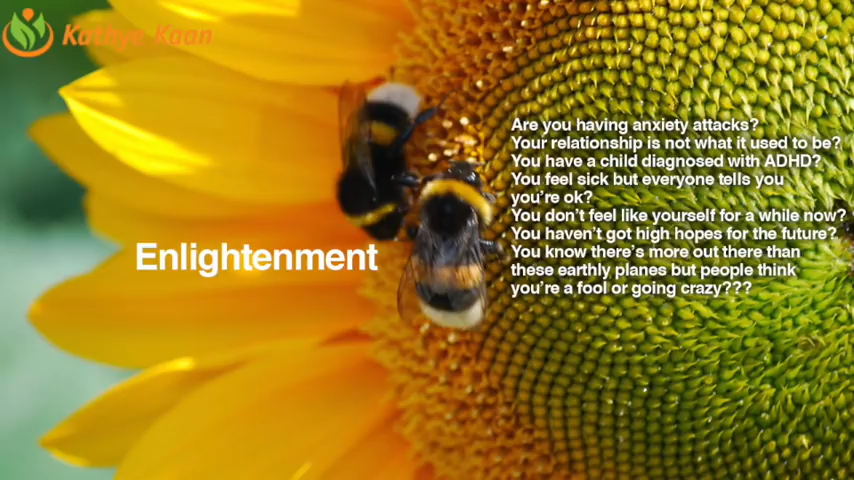 Kathye Kaan
Enlightenment
Are you having anxiety attacks?
Your relationship is not what it used to be?
You have a child diagnosed with ADHD?
You feel sick but everyone tells you
you're ok?
You don't feel like yourself for a while now?
You haven't got high hopes for the future?
You know there's more out there than
these earthly planes but people think
you're a fool or going crazy???